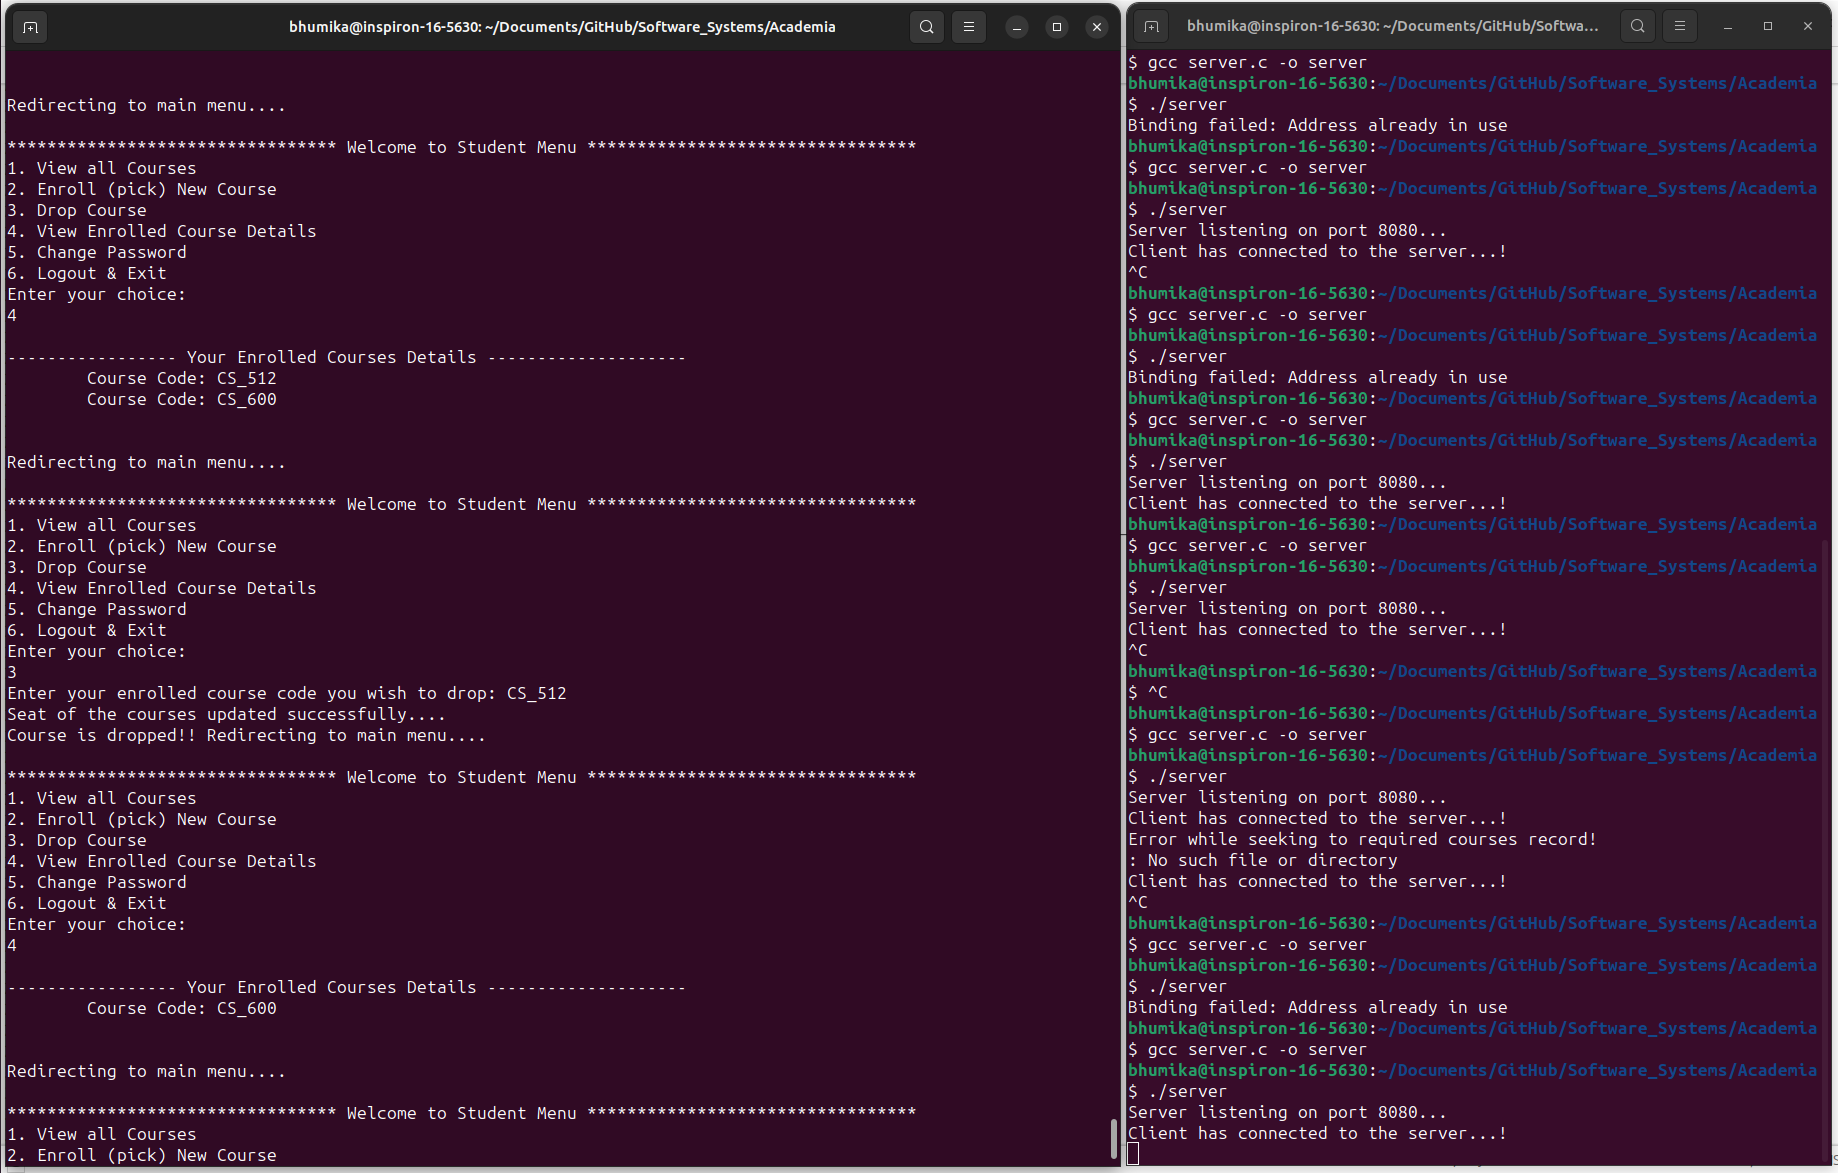 bhumika@inspiron-16-5630: ~/Documents/GitHub/Software_Systems/Academia
Redirecting to main menu....
********************************* Welcome to Student Menu *********************************
1. View all Courses
2. Enroll (pick) New Course
3. Drop Course
4. View Enrolled Course Details
5. Change Password
6. Logout & Exit
Enter your choice:
4
----------------- Your Enrolled Courses Details --------------------
Course Code: CS_512
Course Code: CS_600
Redirecting to main menu....
********************************* Welcome to Student Menu *********************************
1. View all Courses
2. Enroll (pick) New Course
3. Drop Course
4. View Enrolled Course Details
5. Change Password
6. Logout & Exit
Enter your choice:
3
Enter your enrolled course code you wish to drop: CS_512
Seat of the courses updated successfully....
Course is dropped!! Redirecting to main menu....
********************************* Welcome to Student Menu *********************************
1. View all Courses
2. Enroll (pick) New Course
3. Drop Course
4. View Enrolled Course Details
5. Change Password
6. Logout & Exit
Enter your choice:
4
----------------- Your Enrolled Courses Details --------------------
Course Code: CS_600
Redirecting to main menu....
********************************* Welcome to Student Menu *********************************
1. View all Courses
2. Enroll (pick) New Course
bhumika@inspiron-16-5630: ~/Documents/GitHub/Softwa...
$ gcc server.c -o server
bhumika@inspiron-16-5630:~/Documents/GitHub/Software_Systems/Academia
$ ./server
Binding failed: Address already in use
bhumika@inspiron-16-5630:~/Documents/GitHub/Software_Systems/Academia
$ gcc server.c -o server
bhumika@inspiron-16-5630:~/Documents/GitHub/Software_Systems/Academia
$ ./server
Server listening on port 8080...
Client has connected to the server...!
^C
bhumika@inspiron-16-5630:~/Documents/GitHub/Software_Systems/Academia
$ gcc server.c -o server
bhumika@inspiron-16-5630:~/Documents/GitHub/Software_Systems/Academia
$ ./server
Binding failed: Address already in use
bhumika@inspiron-16-5630:~/Documents/GitHub/Software_Systems/Academia
$ gcc server.c -o server
bhumika@inspiron-16-5630:~/Documents/GitHub/Software_Systems/Academia
$ ./server
Server listening on port 8080...
Client has connected to the server...!
bhumika@inspiron-16-5630:~/Documents/GitHub/Software_Systems/Academia
$ gcc server.c -o server
bhumika@inspiron-16-5630:~/Documents/GitHub/Software_Systems/Academia
$ ./server
Server listening on port 8080...
Client has connected to the server...!
^C
bhumika@inspiron-16-5630:~/Documents/GitHub/Software_Systems/Academia
$ ^C
bhumika@inspiron-16-5630:~/Documents/GitHub/Software_Systems/Academia
$ gcc server.c -o server
bhumika@inspiron-16-5630:~/Documents/GitHub/Software_Systems/Academia
$ ./server
Server listening on port 8080...
Client has connected to the server...!
Error while seeking to required courses record!
: No such file or directory
Client has connected to the server...!
^C
bhumika@inspiron-16-5630:~/Documents/GitHub/Software_Systems/Academia
$ gcc server.c -o server
bhumika@inspiron-16-5630:~/Documents/GitHub/Software_Systems/Academia
$ ./server
Binding failed: Address already in use
bhumika@inspiron-16-5630:~/Documents/GitHub/Software_Systems/Academia
$ gcc server.c -o server
bhumika@inspiron-16-5630:~/Documents/GitHub/Software_Systems/Academia
$ ./server
Server listening on port 8080...
Client has connected to the server...!